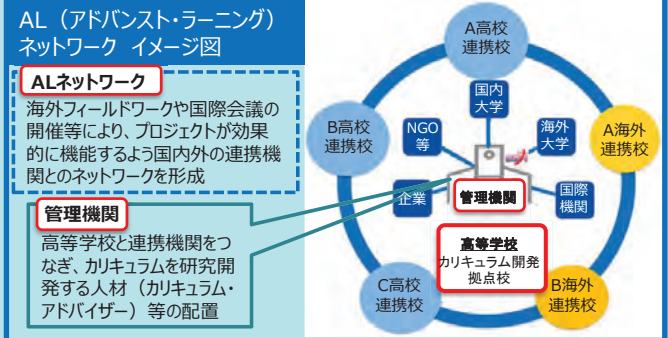 AL（アドバンスト・ラーニング）
ネットワーク イメージ図
ALネットワーク
海外フィールドワークや国際会議の
開催等により、プロジェクトが効果
的に機能するよう国内外の連携機
関とのネットワークを形成
管理機関
高等学校と連携機関をつ
なぎ、カリキュラムを研究開
発する人材（カリキュラム・
アドバイザー）等の配置
A高校
連携校
国内
大学
B高校
連携校
NGO
等
海外
大学
A海外
連携校
企業
管理機関
国際
機関
高等学校
カリキュラム開発
拠点校
C高校
連携校
B海外
連携校